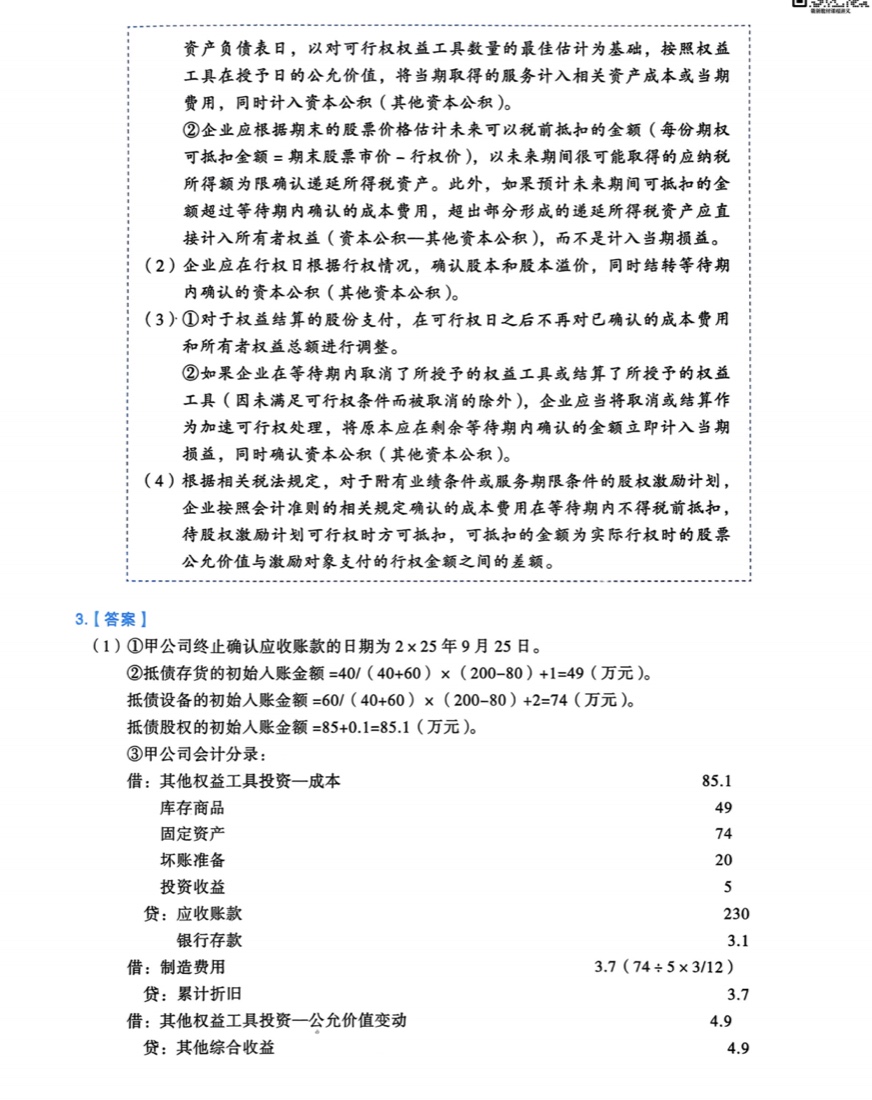 资产负债表日，以对可行权权益工具数量的最佳估计为基础，按照权益
工具在授予日的公允价值，将当期取得的服务计入相关资产成本或当期
费用，同时计入资本公积（其他资本公积）。
②企业应根据期末的股票价格估计未来可以税前抵扣的金额（每份期权
可抵扣金额 = 期末股票市价 - 行权价），以未来期间很可能取得的应纳税
所得额为限确认递延所得税资产。此外，如果预计未来期间可抵扣的金
额超过等待期内确认的成本费用，超出部分形成的递延所得税资产应直
接计入所有者权益（资本公积—其他资本公积），而不是计入当期损益。
（2）企业应在行权日根据行权情况，确认股本和股本溢价，同时结转等待期
内确认的资本公积（其他资本公积）。
（3）①对于权益结算的股份支付，在可行权日之后不再对已确认的成本费用
和所有者权益总额进行调整。
②如果企业在等待期内取消了所授予的权益工具或结算了所授予的权益
工具（因未满足可行权条件而被取消的除外），企业应当将取消或结算作
为加速可行权处理，将原本应在剩余等待期内确认的金额立即计入当期
损益，同时确认资本公积（其他资本公积）。
（4）根据相关税法规定，对于附有业绩条件或服务期限条件的股权激励计划，
企业按照会计准则的相关规定确认的成本费用在等待期内不得税前抵扣，
待股权激励计划可行权时方可抵扣，可抵扣的金额为实际行权时的股票
公允价值与激励对象支付的行权金额之间的差额。
3.【答案】
（1）①甲公司终止确认应收账款的日期为 2×25 年 9 月 25 日。
②抵债存货的初始入账金额 =40/（40+60）×（200-80）+1=49（万元）。
抵债设备的初始入账金额 =60/（40+60）×（200-80）+2=74（万元）。
抵债股权的初始入账金额 =85+0.1=85.1（万元）。
③甲公司会计分录：
借：其他权益工具投资—成本 85.1
库存商品 49
固定资产 74
坏账准备 20
投资收益 5
贷：应收账款 230
银行存款 3.1
借：制造费用 3.7（74÷5×3/12）
贷：累计折旧 3.7
借：其他权益工具投资—公允价值变动 4.9
贷：其他综合收益 4.9